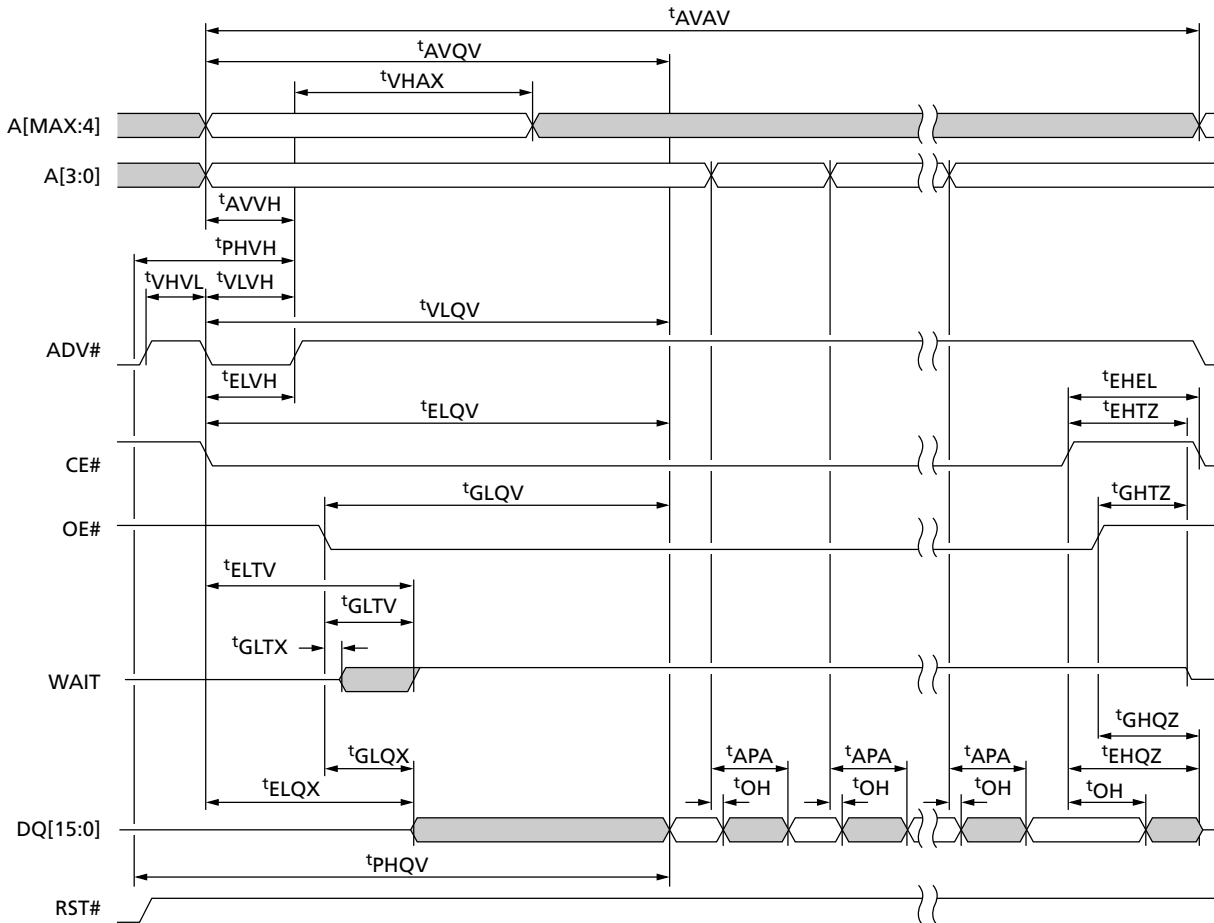 tAVAV
tAVQV
tVHAX
A[MAX:4]
A[3:0]
tAVVH
tPHVH
tVHVL tVLVH
tVLQV
ADV#
tELVH tEHEL
tELQV tEHTZ
CE#
tGLQV tGHTZ
OE#
tELTV
tGLTV
tGLTX
WAIT
tGHQZ
tGLQX tAPA tAPA tAPA tEHQZ
tELQX tOH tOH tOH tOH
DQ[15:0]
tPHQV
RST#